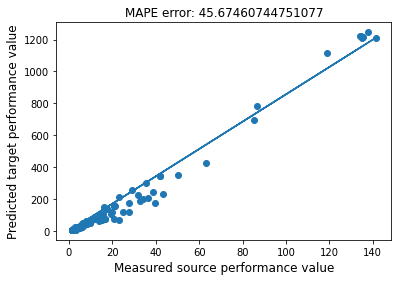 MAPE error: 45.67460744751077
Predicted target performance value
1200
1000
800
600
400
200
0
0 20 40 60 80 100 120 140
Measured source performance value